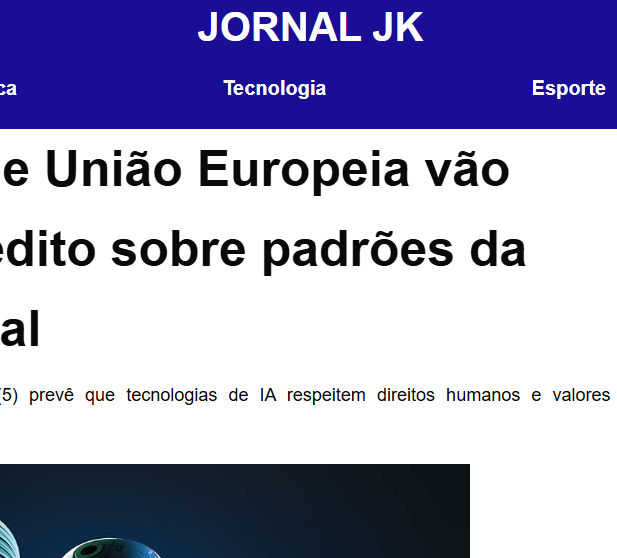 JORNAL JK
ca Tecnologia Esporte
e União Europeia vão
edito sobre padrões da
al
(5) prevê que tecnologias de IA respeitem direitos humanos e valores